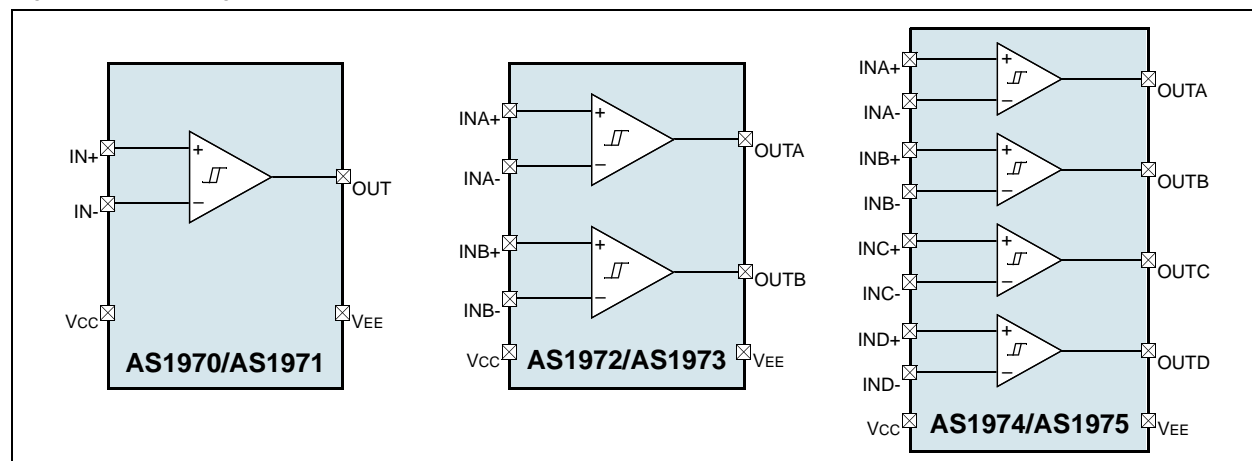 IN+
+
OUT
IN-
−
VCC
VEE
AS1970/AS1971
INA+
+
OUTA
INA-
−
INB+
+
OUTB
INB-
−
VCC
VEE
AS1972/AS1973
INA+
+
OUTA
INA-
−
INB+
+
OUTB
INB-
−
INC+
+
OUTC
INC-
−
IND+
+
OUTD
IND-
−
VCC
VEE
AS1974/AS1975